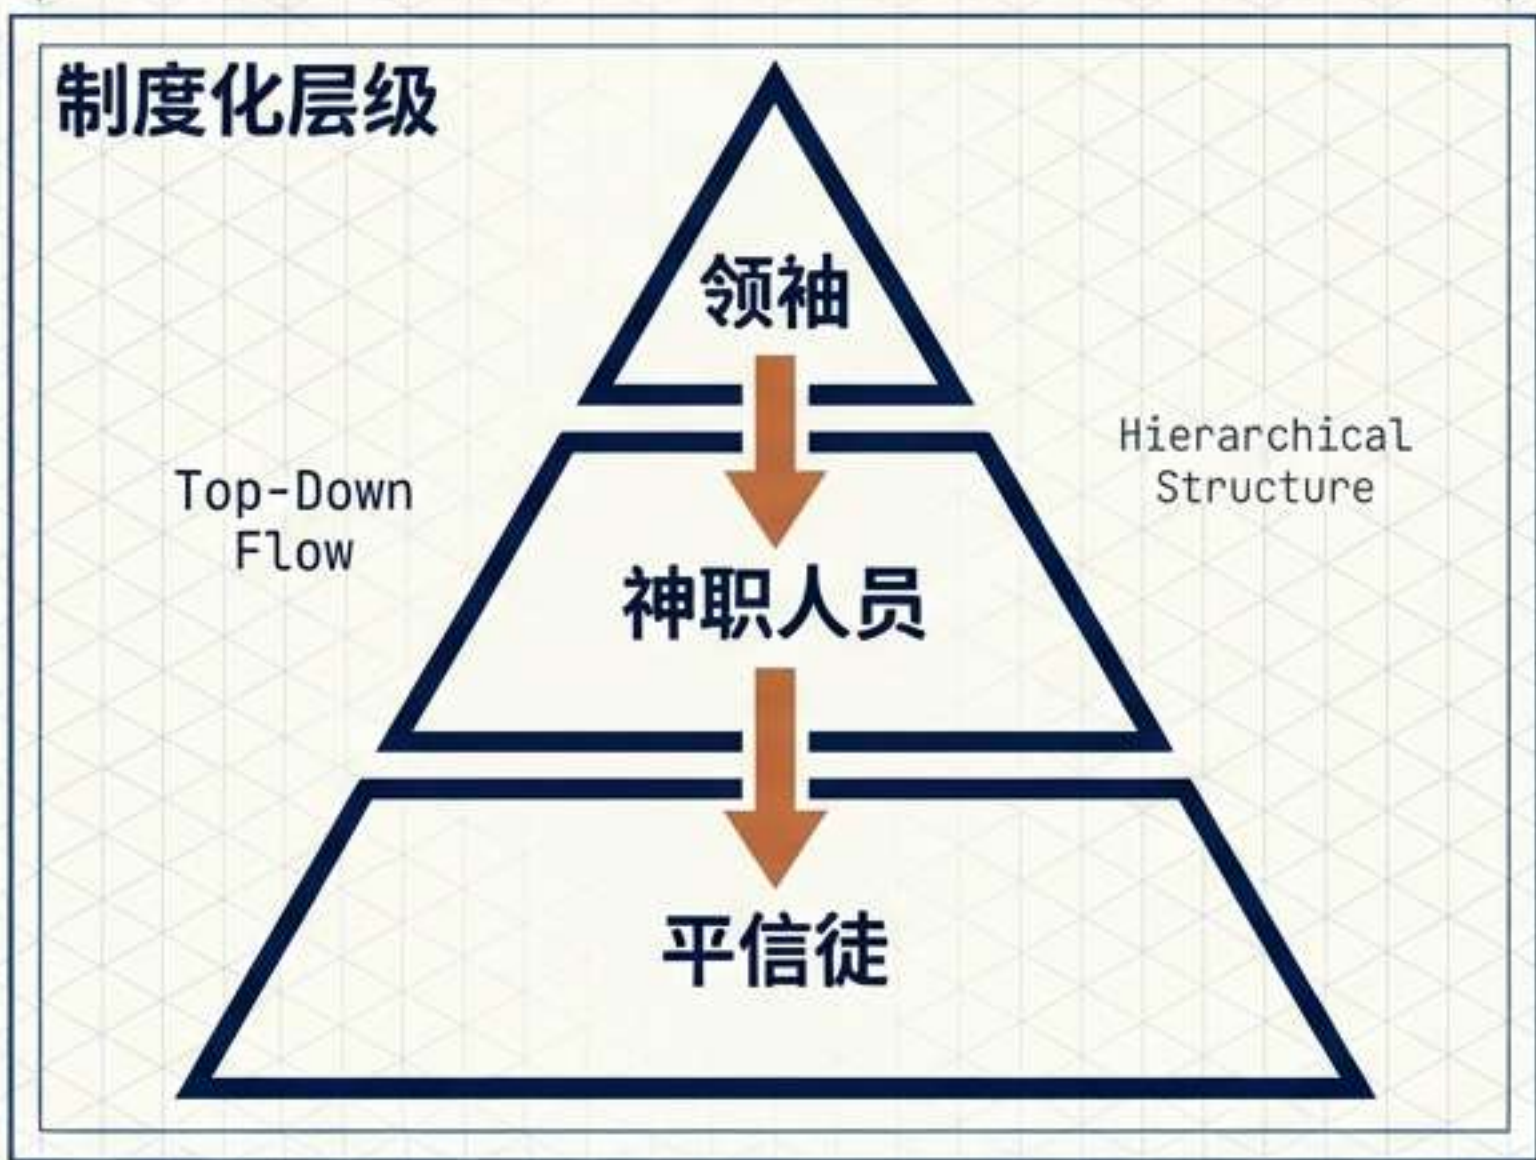 制度化层级
领袖
Hierarchical
Structure
Top-Down
Flow
神职人员
平信徒